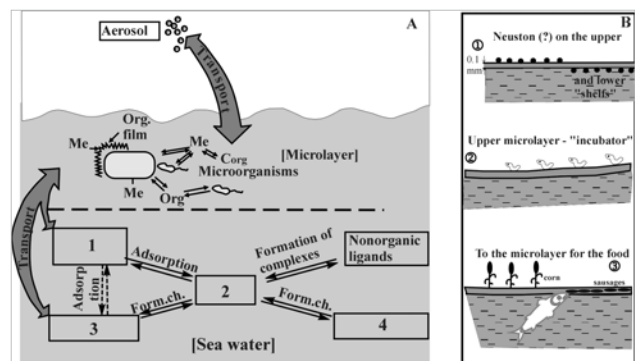 A
Aerosol
Transport
Org.
film
Me
Me
[Microlayer]
Corg
Microorganisms
Me
Org
Transport
1
Adsorption
Formation of
complexes
Nonorganic
ligands
Adsorp
tion
2
3
Form.ch.
Form.ch.
4
[Sea water]
B
Neuston (?) on the upper
①
0.1
mm
and lower
"shelfs"
Upper microlayer - "incubator"
②
To the microlayer for the food
③
corn
sausages